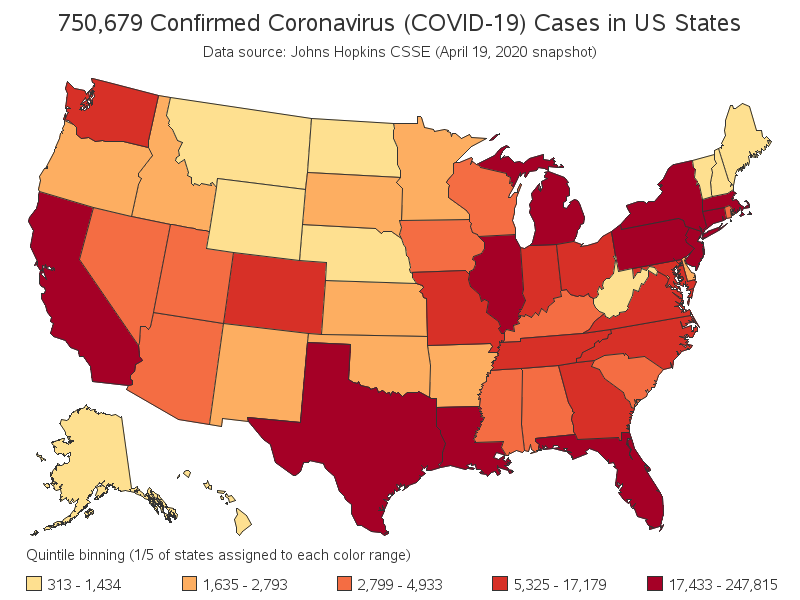 750,679 Confirmed Coronavirus (COVID-19) Cases in US States
Data source: Johns Hopkins CSSE (April 19, 2020 snapshot)
Quintile binning (1/5 of states assigned to each color range)
313 - 1,434 1,635 - 2,793 2,799 - 4,933 5,325 - 17,179 17,433 - 247,815